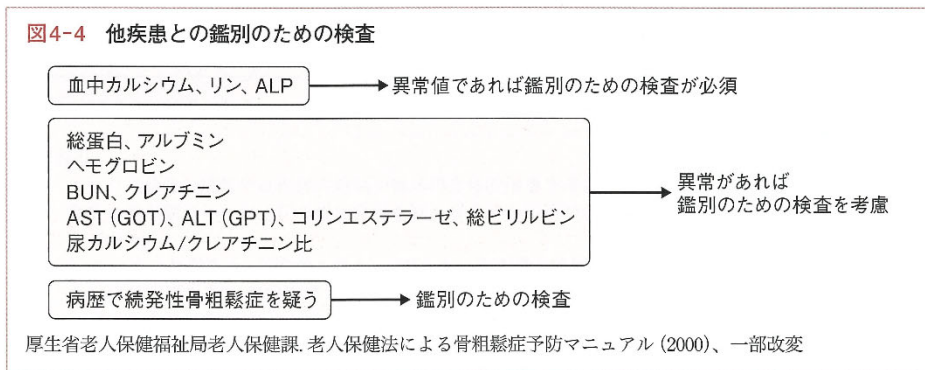 図4-4 他疾患との鑑別のための検査
血中カルシウム、リン、ALP
異常値であれば鑑別のための検査が必須
総蛋白、アルブミン
ヘモグロビン
BUN、クレアチニン
AST(GOT)、ALT(GPT)、コリンエステラーゼ、総ビリルビン
尿カルシウム/クレアチニン比
異常があれば
鑑別のための検査を考慮
病歴で続発性骨粗鬆症を疑う
鑑別のための検査
厚生省老人保健福祉局老人保健課. 老人保健法による骨粗鬆症予防マニュアル(2000)、一部改変